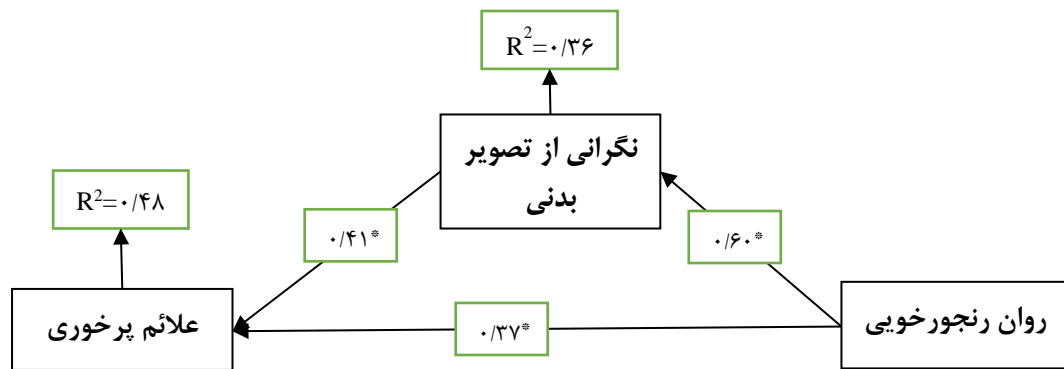 R²=۰/۳۶
نگرانی از تصویر
بدنی
R²=۰/۴۸
۰/۴۱*
۰/۶۰*
علائم پرخوری
روان رنجورخویی
۰/۳۷*